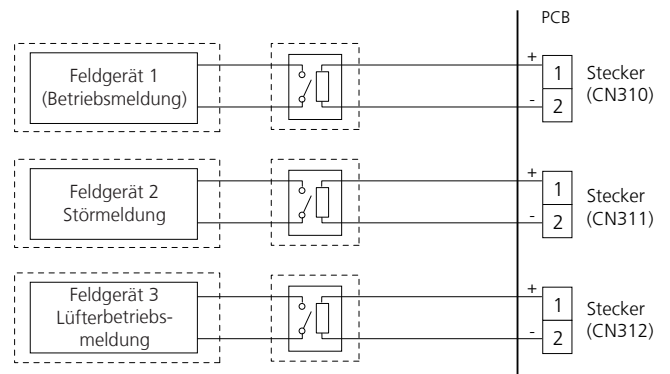 PCB
Feldgerät 1
(Betriebsmeldung)
+
1
-
2
Stecker
(CN310)
Feldgerät 2
Störmeldung
+
1
-
2
Stecker
(CN311)
Feldgerät 3
Lüfterbetriebs-
meldung
+
1
-
2
Stecker
(CN312)